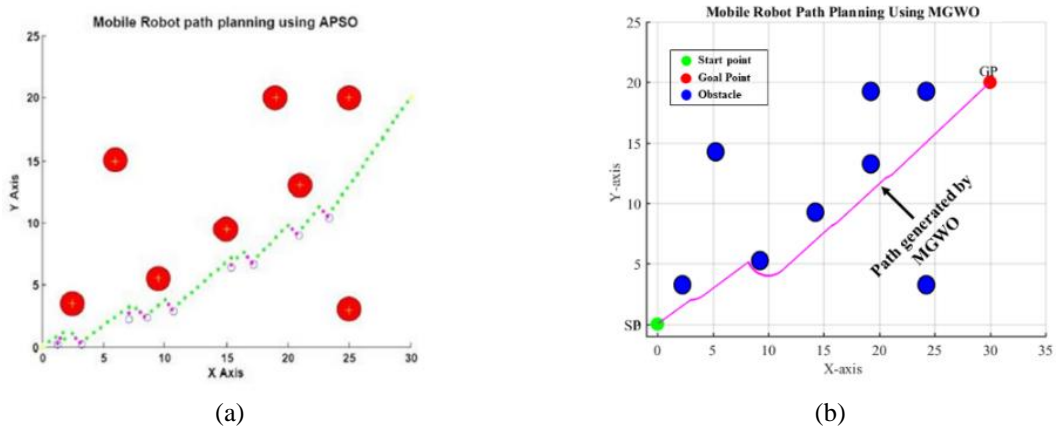 Mobile Robot path planning using APSO
25
20
15
10
5
0
0 5 10 15 20 25 30
Y Axis
X Axis
(a)
Mobile Robot Path Planning Using MGWO
25
20
15
10
5
0 5 10 15 20 25 30 35
Y-axis
X-axis
Start point
Goal Point
Obstacle
GP
Path generated by
MGWO
(b)